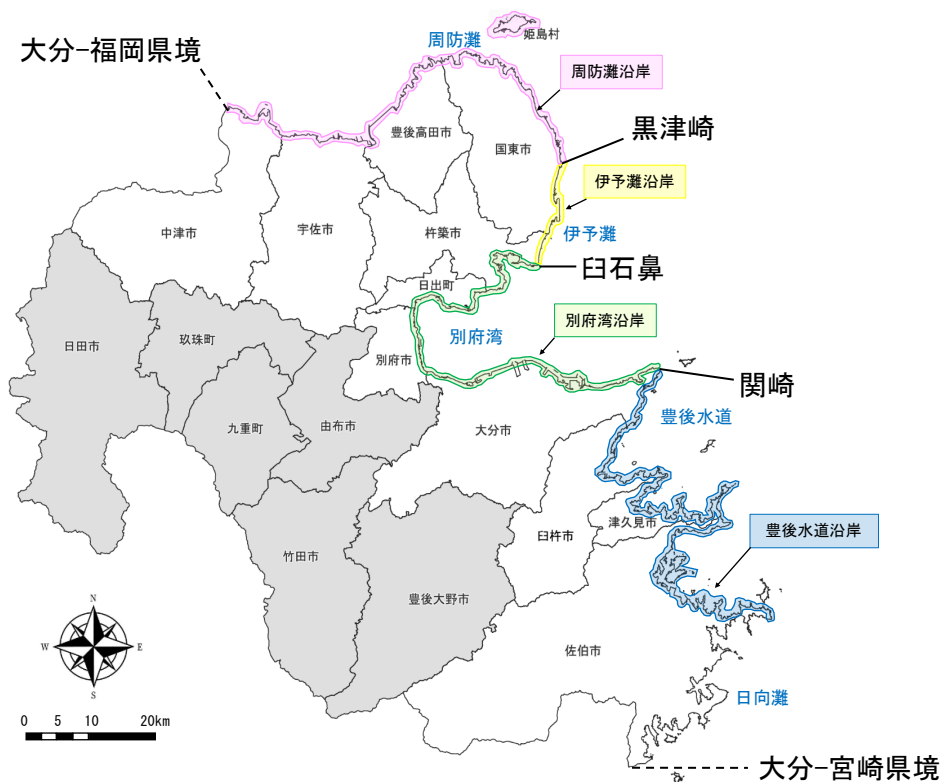 姫島村
周防灘
大分-福岡県境
周防灘沿岸
黒津崎
豊後高田市
国東市
伊予灘沿岸
中津市
宇佐市
杵築市
伊予灘
臼石鼻
日出町
別府湾沿岸
別府湾
日田市
玖珠町
別府市
関崎
豊後水道
九重町
由布市
大分市
津久見市
豊後水道沿岸
臼杵市
竹田市
豊後大野市
佐伯市
N
W
E
S
日向灘
0 5 10 20km
大分-宮崎県境